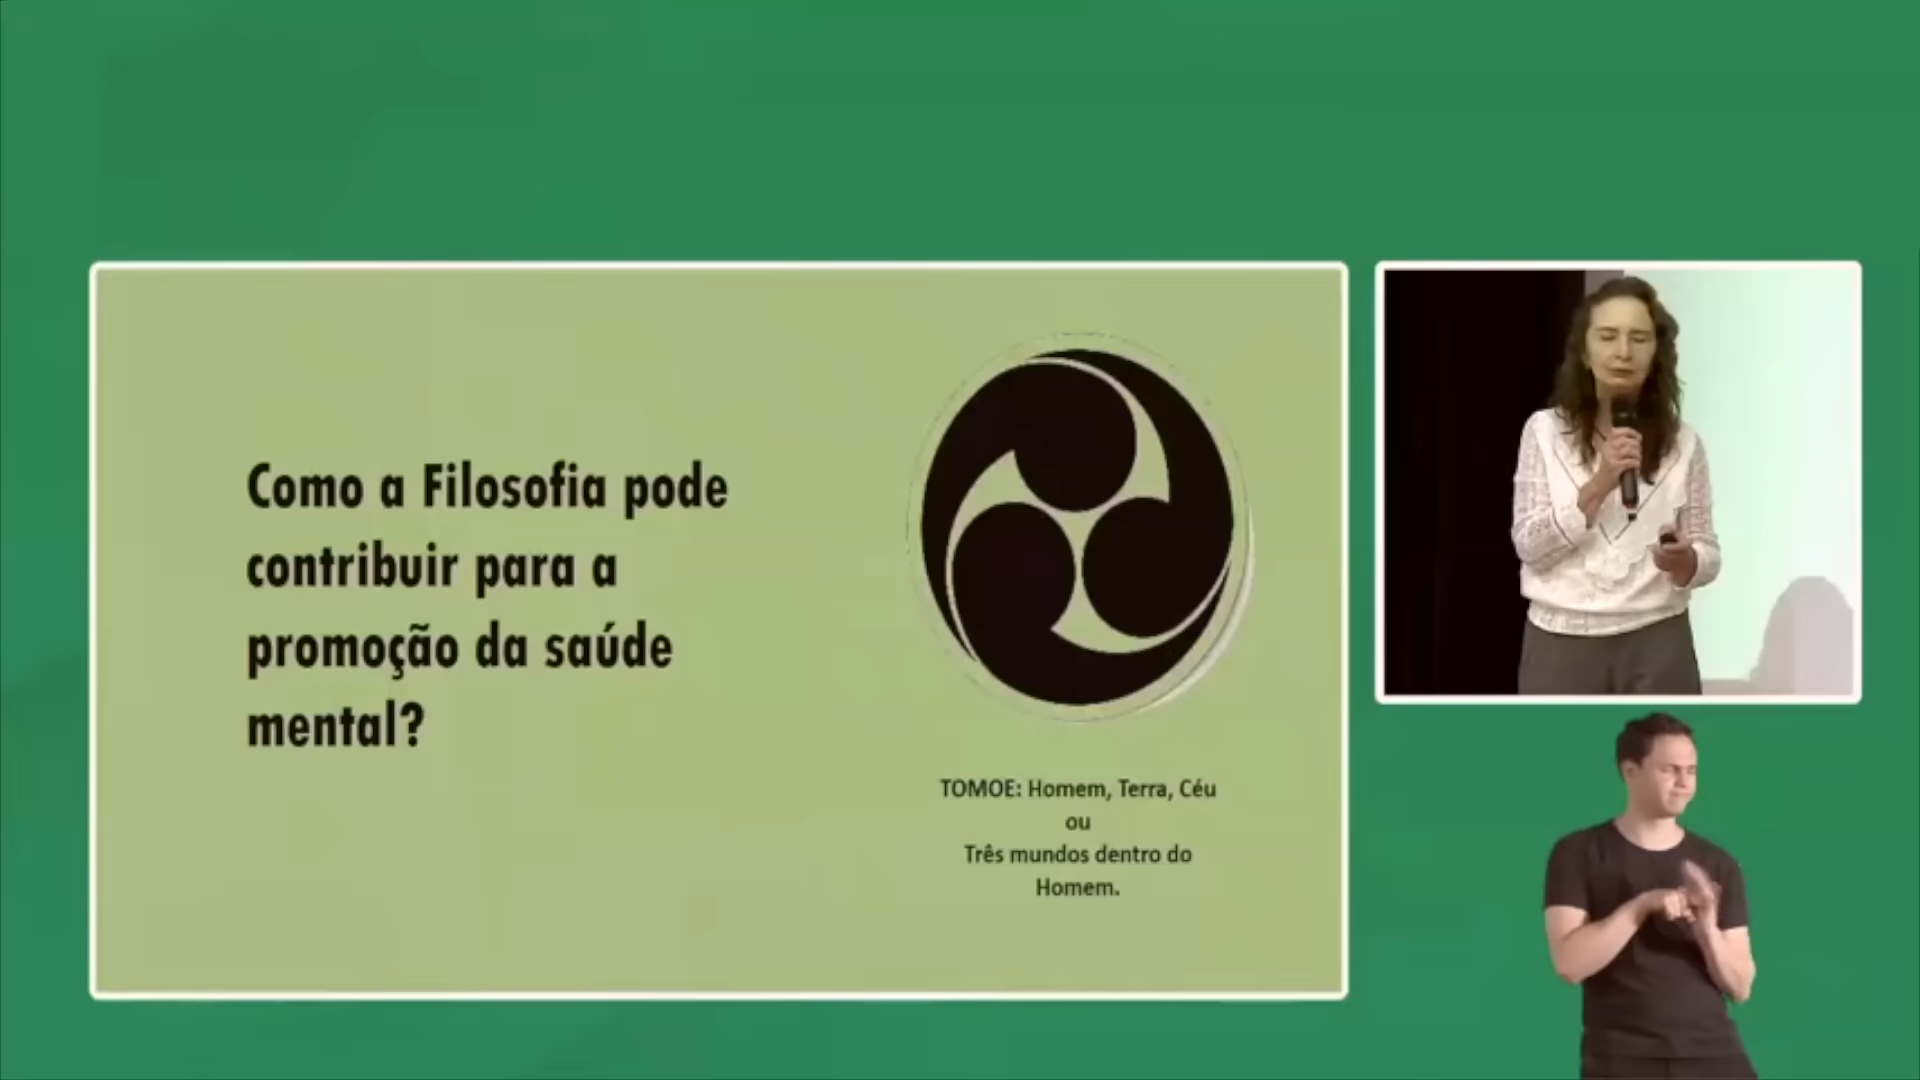 Como a Filosofia pode
contribuir para a
promoção da saúde
mental?
TOMOE: Homem, Terra, Céu
ou
Três mundos dentro do
Homem.